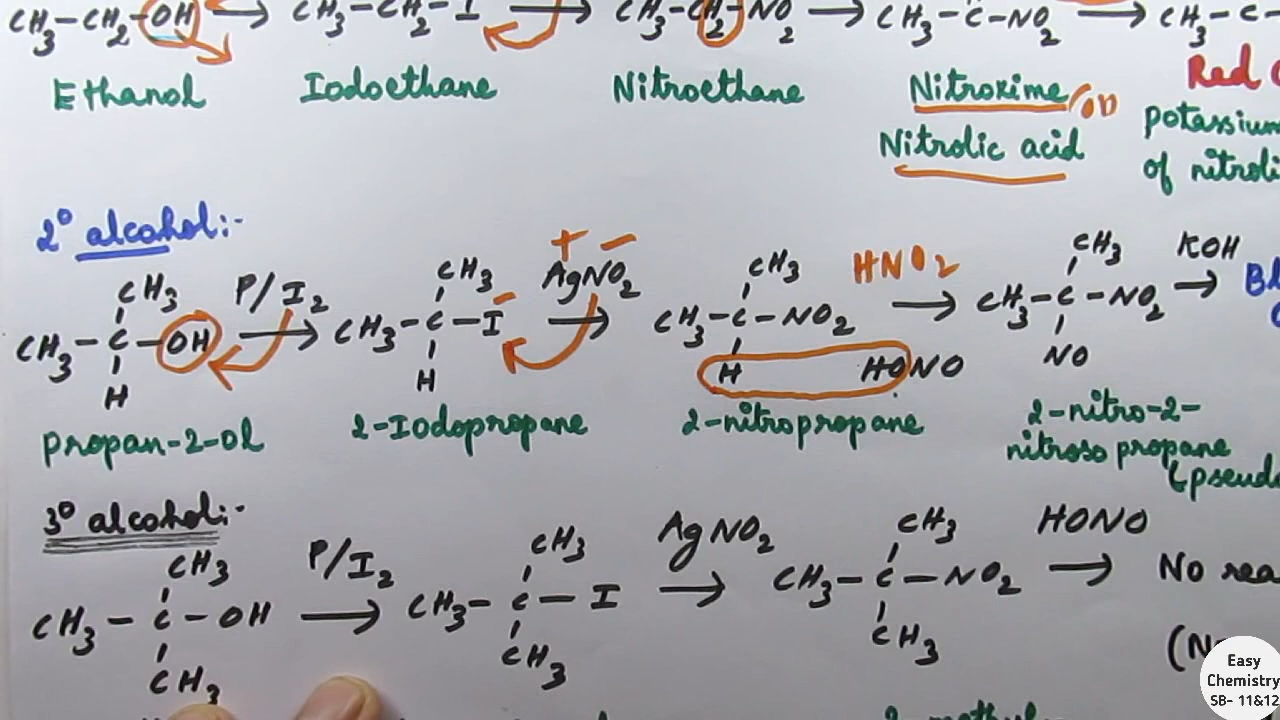 CH3-CH2-OH → CH3-CH2-I → CH3-CH2-NO2 → CH3-C-NO2 → CH3-C-
Ethanol Iodoethane Nitroethane Nitroxime (or) Red
Nitrolic acid potassium
of nitroli
2° alcohol:-
CH3 CH3 CH3 CH3
P/I2 + - AgNO2 HNO2 KOH
CH3-C-OH → CH3-C-I - → CH3-C-NO2 → CH3-C-NO2 → Bl
H H H HONO NO
propan-2-ol 2-Iodopropane 2-nitropropane 2-nitro-2-
nitroso propane
(pseudo
3° alcohol:-
CH3 P/I2 CH3 AgNO2 CH3 HONO
CH3-C-OH → CH3-C-I → CH3-C-NO2 → No rea
CH3 CH3 CH3
Easy
Chemistry
SB- 11&12